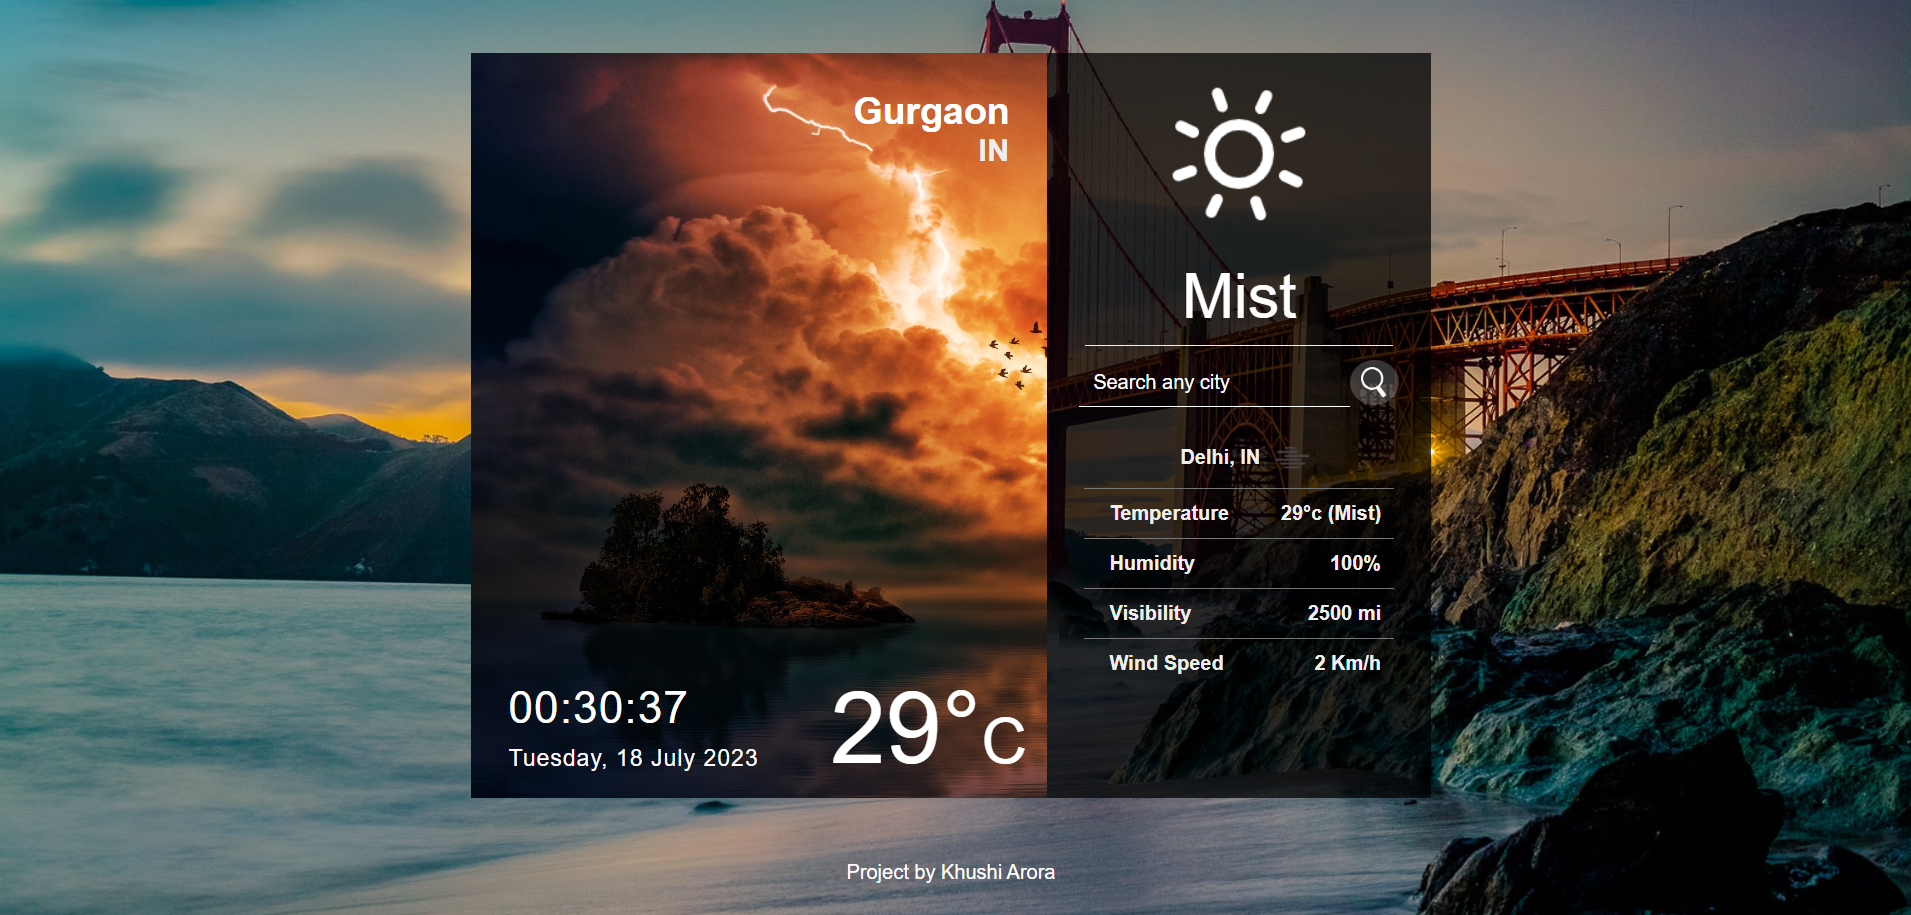 Gurgaon
IN
00:30:37
Tuesday, 18 July 2023
29°C
Mist
Search any city
Delhi, IN
Temperature 29°c (Mist)
Humidity 100%
Visibility 2500 mi
Wind Speed 2 Km/h
Project by Khushi Arora